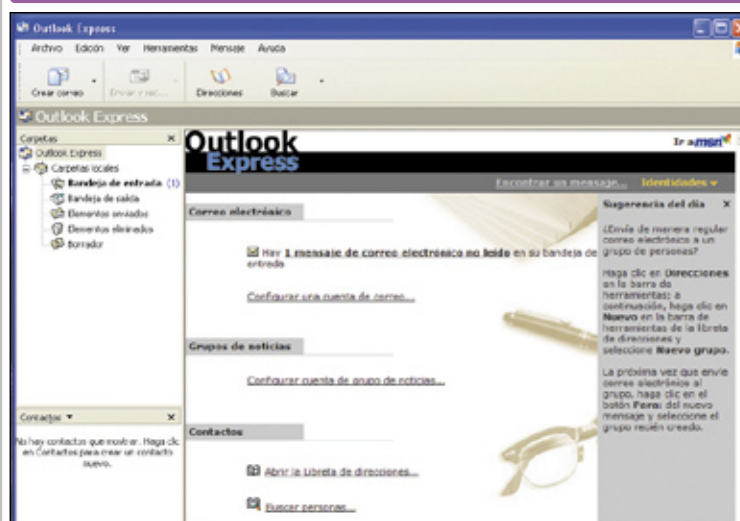 Outlook Express
Archivo Edición Ver Herramientas Mensaje Ayuda
Crear correo Enviar y rec... Direcciones Buscar
Outlook Express
Carpetas ×
Outlook Express
Carpetas locales
Bandeja de entrada (1)
Bandeja de salida
Elementos enviados
Elementos eliminados
Borrador
Contactos ×
No hay contactos que mostrar. Haga clic
en Contactos para crear un contacto
nuevo.
Outlook
Express
Ir a msn
Encontrar un mensaje... Identidades
Correo electrónico
Hay 1 mensaje de correo electrónico no leído en su bandeja de
entrada
Configurar una cuenta de correo...
Grupos de noticias
Configurar cuenta de grupo de noticias...
Contactos
Abrir la Libreta de direcciones...
Buscar personas...
Sugerencia del día ×
¿Envía de manera regular
correo electrónico a un
grupo de personas?
Haga clic en Direcciones
en la barra de
herramientas; a
continuación, haga clic en
Nuevo en la barra de
herramientas de la libreta
de direcciones y
seleccione Nuevo grupo.
La próxima vez que envíe
correo electrónico al
grupo, haga clic en el
botón Para: del nuevo
mensaje y seleccione el
grupo recién creado.